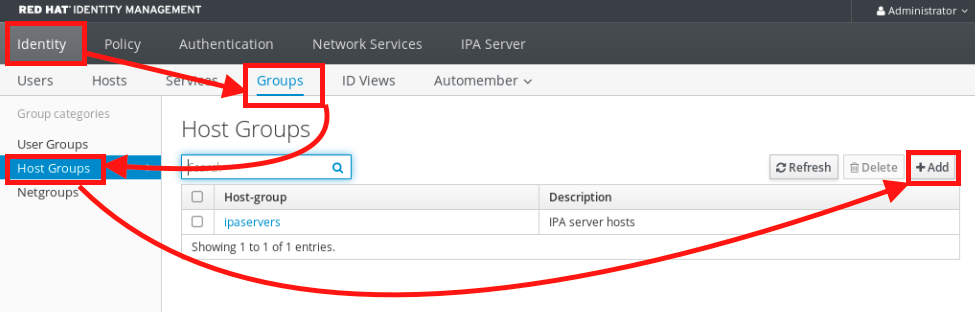 RED HAT® IDENTITY MANAGEMENT
Administrator
Identity Policy Authentication Network Services IPA Server
Users Hosts Services Groups ID Views Automember
Group categories
Host Groups
User Groups
Host Groups
Netgroups
Refresh Delete +Add
Host-group Description
ipaservers IPA server hosts
Showing 1 to 1 of 1 entries.